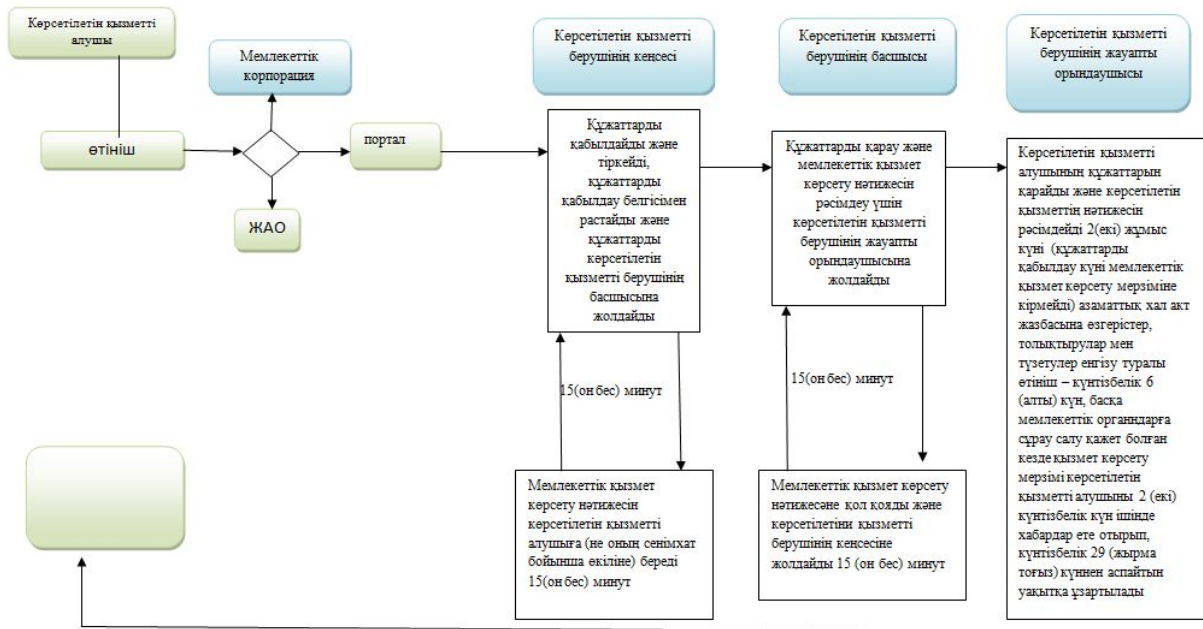 Көрсетілетін қызметті
алушы
Мемлекеттік
корпорация
Көрсетілетін қызметті
берушінің кеңсесі
Көрсетілетін қызметті
берушінің басшысы
Көрсетілетін қызметті
берушінің жауапты
орындаушысы
өтініш
портал
ЖАО
Құжаттарды
қабылдайды және
тіркейді,
құжаттарды
қабылдау белгісімен
растайды және
құжаттарды
көрсетілетін
қызметті берушінің
басшысына
жолдайды
Құжаттарды қарау және
мемлекеттік қызмет
көрсету нәтижесін
рәсімдеу үшін
көрсетілетін қызметті
берушінің жауапты
орындаушысына
жолдайды
Көрсетілетін қызметті
алушының құжаттарын
қарайды және көрсетілетін
қызметтің нәтижесін
рәсімдейді 2(екі) жұмыс
күні (құжаттарды
қабылдау күні мемлекеттік
қызмет көрсету мерзіміне
кірмейді) азаматтық хал акт
жазбасына өзгерістер,
толықтырулар мен
түзетулер енгізу туралы
өтініш – күнтізбелік 6
(алты) күн, басқа
мемлекеттік органндарға
сұрау салу қажет болған
кезде қызмет көрсету
мерзімі көрсетілетін
қызметті алушыны 2 (екі)
күнтізбелік күн ішінде
хабардар ете отырып,
күнтізбелік 29 (жырма
тоғыз) күннен аспайтын
уақытқа ұзартылады
15(он бес) минут
15(он бес) минут
Мемлекеттік қызмет
көрсету нәтижесін
көрсетілетін қызметті
алушыға (не оның сенімхат
бойынша өкіліне) береді
15(он бес) минут
Мемлекеттік қызмет көрсету
нәтижесәне қол қояды және
көрсетілетіни қызметті
берушінің кеңсесіне
жолдайды 15 (он бес) минут